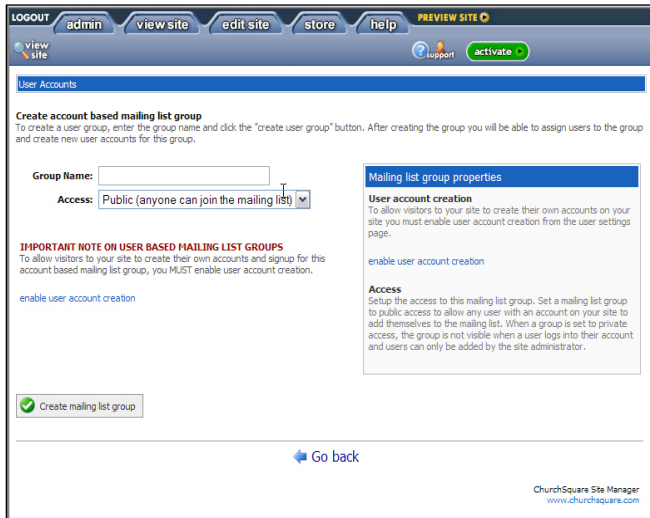 LOGOUT admin view site edit site store help PREVIEW SITE
view site support activate
User Accounts
Create account based mailing list group
To create a user group, enter the group name and click the "create user group" button. After creating the group you will be able to assign users to the group
and create new user accounts for this group.
Group Name:
Access: Public (anyone can join the mailing list)
IMPORTANT NOTE ON USER BASED MAILING LIST GROUPS
To allow visitors to your site to create their own accounts and signup for this
account based mailing list group, you MUST enable user account creation.
enable user account creation
Mailing list group properties
User account creation
To allow visitors to your site to create their own accounts on your
site you must enable user account creation from the user settings
page.
enable user account creation
Access
Setup the access to this mailing list group. Set a mailing list group
to public access to allow any user with an account on your site to
add themselves to the mailing list. When a group is set to private
access, the group is not visible when a user logs into their account
and users can only be added by the site administrator.
Create mailing list group
Go back
ChurchSquare Site Manager
www.churchsquare.com